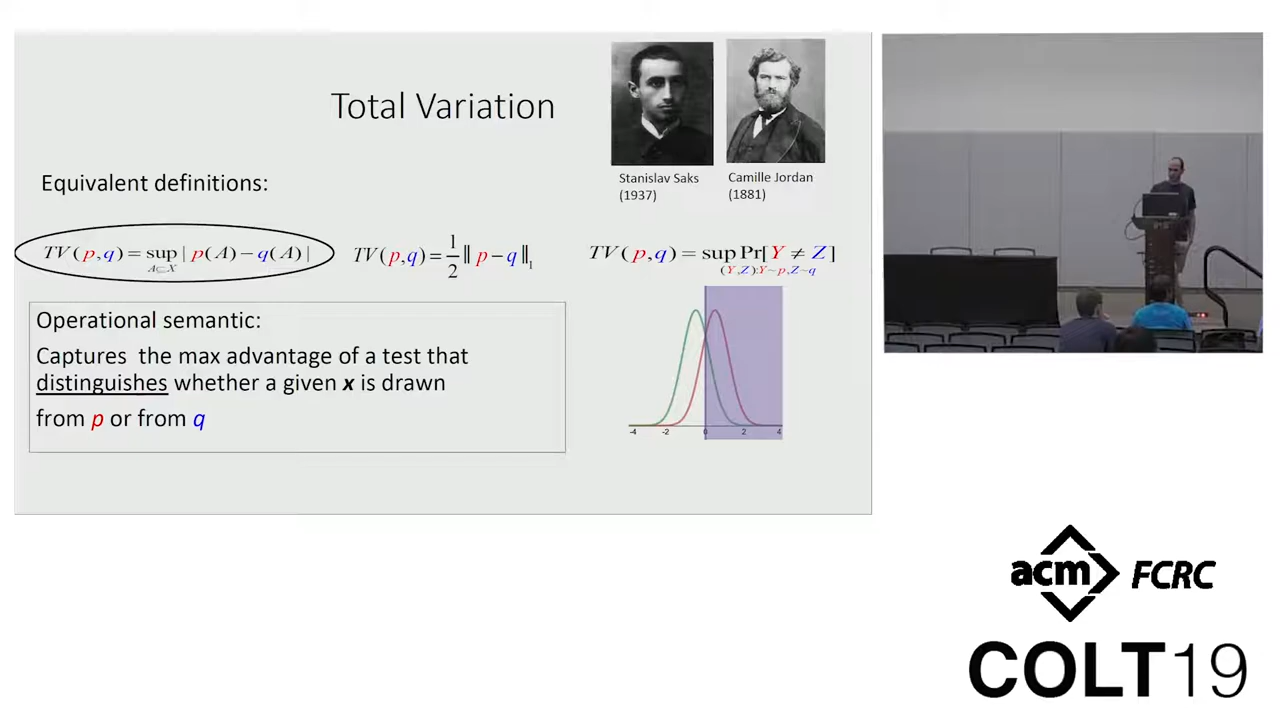 Total Variation
Stanislav Saks
(1937)
Camille Jordan
(1881)
Equivalent definitions:
TV(p,q) = sup | p(A) − q(A) |
A⊂X
TV(p,q) = 1/2 ‖ p − q ‖₁
TV(p,q) = sup Pr[Y ≠ Z]
(Y,Z):Y~p,Z~q
Operational semantic:
Captures the max advantage of a test that
distinguishes whether a given x is drawn
from p or from q
-4 -2 0 2 4
acm FCRC
COLT19